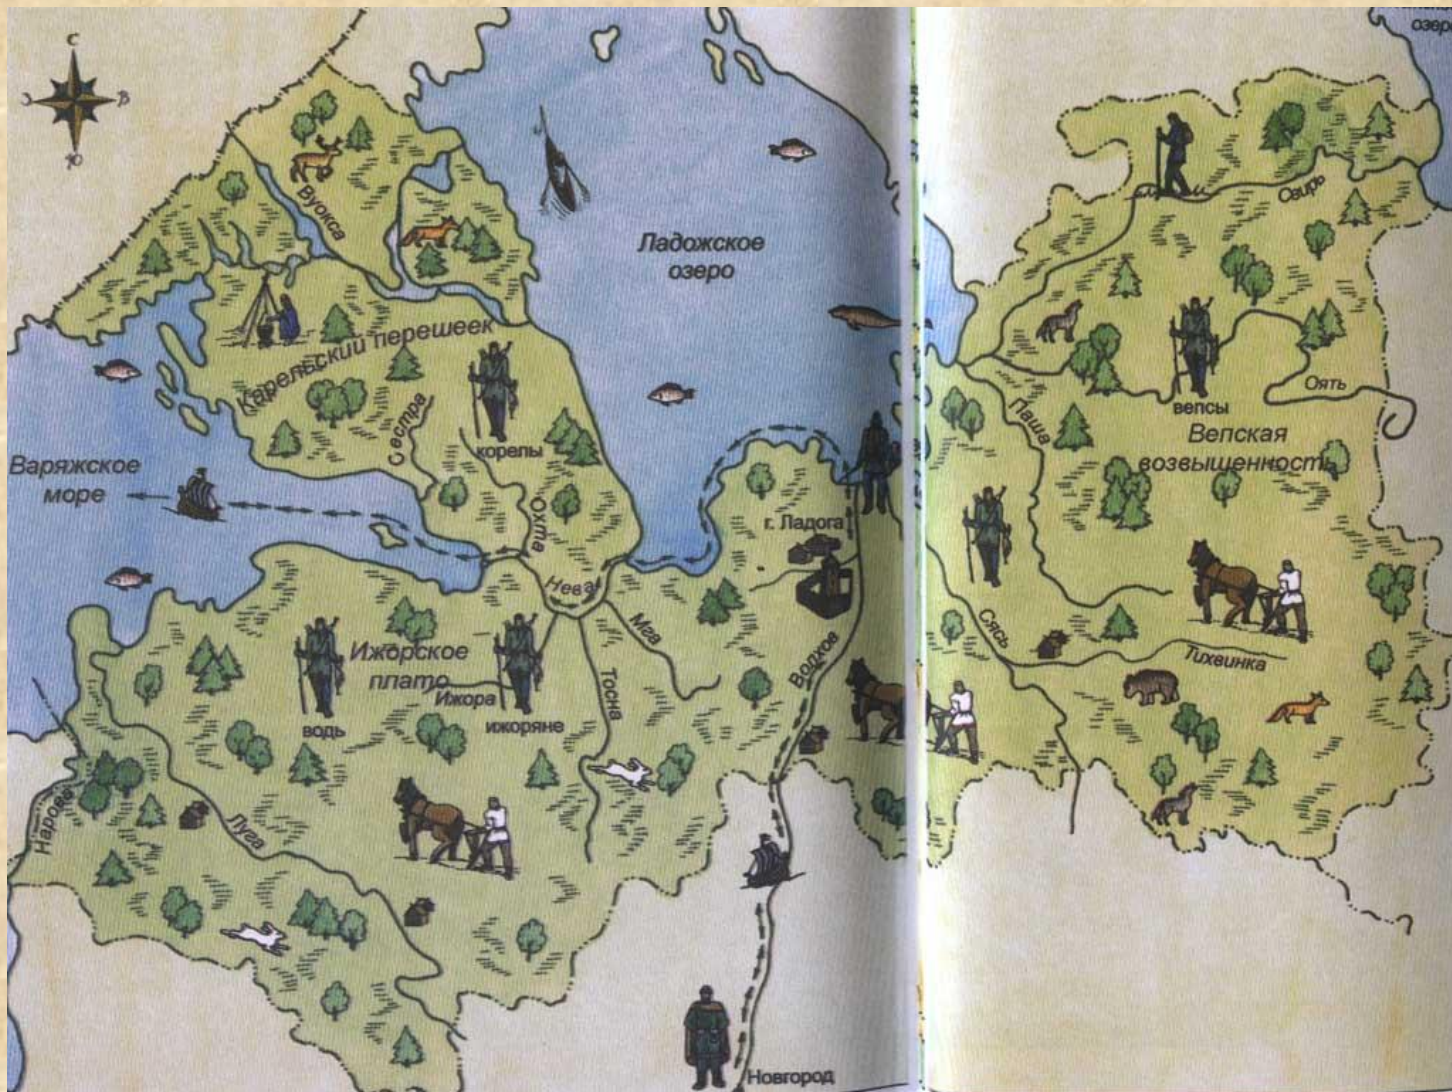 С
В
Ю
озеро
Вуокса
Свирь
Ладожское
озеро
Карельский перешеек
Сестра
корелы
Варяжское
море
Охта
Нева
г. Ладога
Мга
Волхов
Тосна
Ижорское
плато
Ижора
водь
ижоряне
Нарова
Луга
Новгород
Паша
Оять
вепсы
Вепская
возвышенность
Сясь
Тихвинка